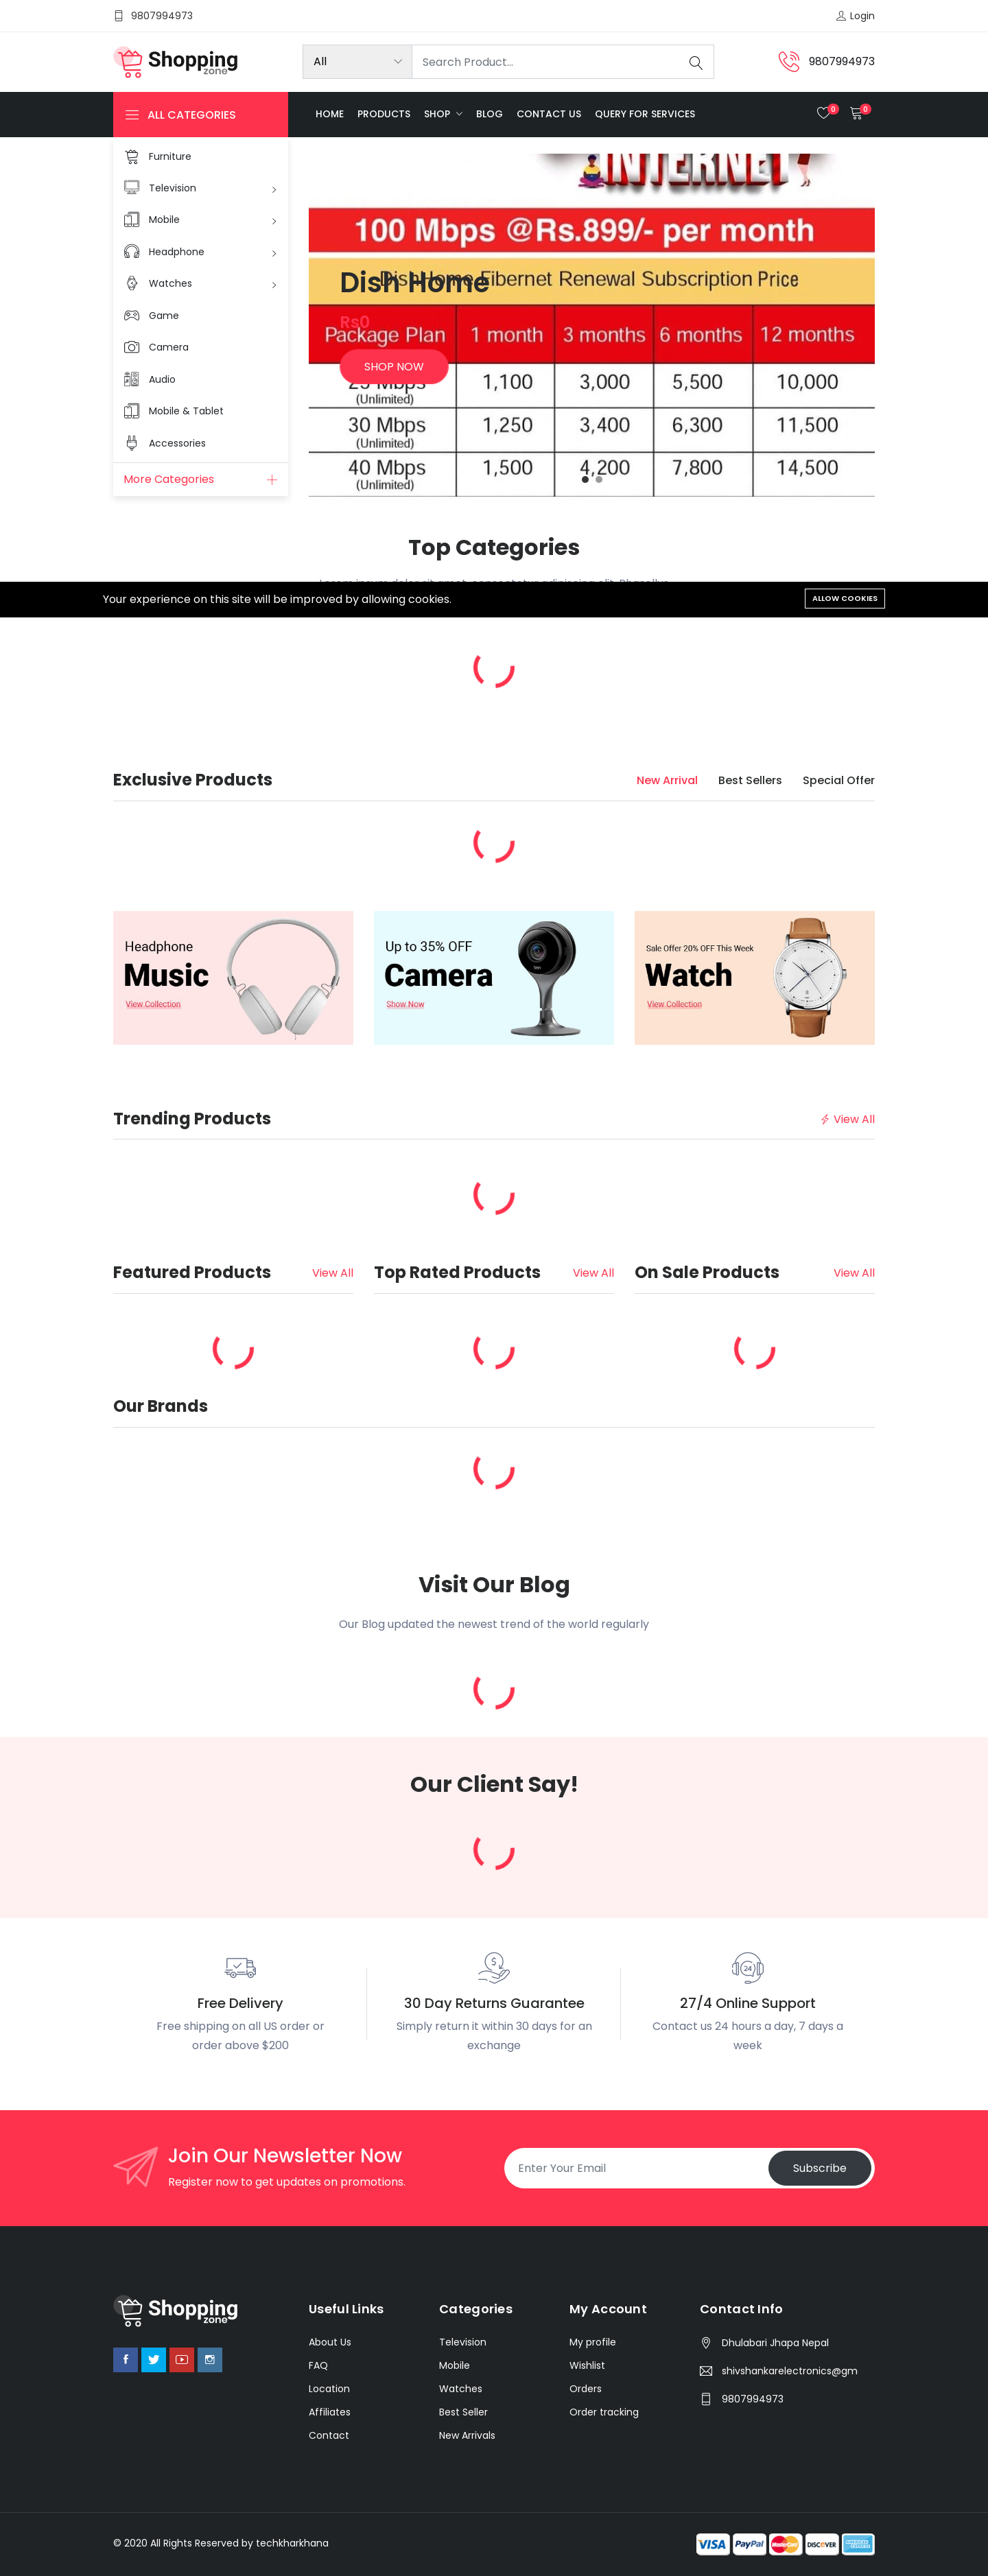 9807994973
Login
Shopping
zone
All
Search Product...
9807994973
ALL CATEGORIES
HOME
PRODUCTS
SHOP
BLOG
CONTACT US
QUERY FOR SERVICES
0
0
Furniture
Television
Mobile
Headphone
Watches
Game
Camera
Audio
Mobile & Tablet
Accessories
More Categories
INTERNET
100 Mbps @Rs.899/- per month
Dish Home Fibernet Renewal Subscription Price
Dish Home
Rs0
SHOP NOW
Package Plan 1 month 3 months 6 months 12 months
25 Mbps 1,100 3,000 5,500 10,000
(Unlimited)
30 Mbps 1,250 3,400 6,300 11,500
(Unlimited)
40 Mbps 1,500 4,200 7,800 14,500
(Unlimited)
Top Categories
Your experience on this site will be improved by allowing cookies.
ALLOW COOKIES
Exclusive Products
New Arrival
Best Sellers
Special Offer
Headphone
Music
View Collection
Up to 35% OFF
Camera
Show Now
Sale Offer 20% OFF This Week
Watch
View Collection
Trending Products
View All
Featured Products
View All
Top Rated Products
View All
On Sale Products
View All
Our Brands
Visit Our Blog
Our Blog updated the newest trend of the world regularly
Our Client Say!
Free Delivery
Free shipping on all US order or
order above $200
30 Day Returns Guarantee
Simply return it within 30 days for an
exchange
24
27/4 Online Support
Contact us 24 hours a day, 7 days a
week
Join Our Newsletter Now
Register now to get updates on promotions.
Enter Your Email
Subscribe
Shopping
zone
Useful Links
About Us
FAQ
Location
Affiliates
Contact
Categories
Television
Mobile
Watches
Best Seller
New Arrivals
My Account
My profile
Wishlist
Orders
Order tracking
Contact Info
Dhulabari Jhapa Nepal
shivshankarelectronics@gm
9807994973
© 2020 All Rights Reserved by techkharkhana
VISA
PayPal
MasterCard
DISCOVER
AMERICAN EXPRESS